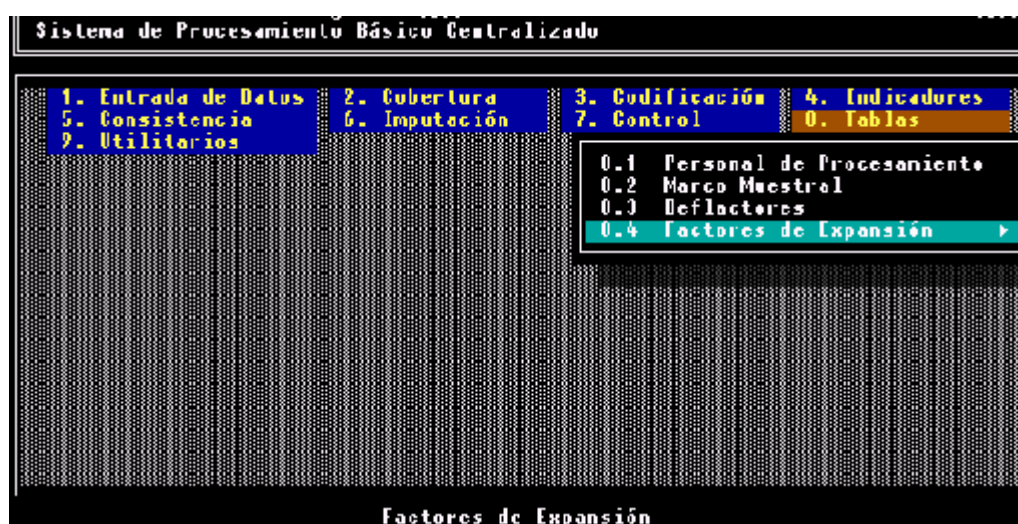 Sistema de Procesamiento Básico Centralizado
1. Entrada de Datos 2. Cobertura 3. Codificación 4. Indicadores
5. Consistencia 6. Imputación 7. Control 0. Tablas
9. Utilitarios
0.1 Personal de Procesamiento
0.2 Marco Muestral
0.3 Deflactores
0.4 Factores de Expansión
Factores de Expansión